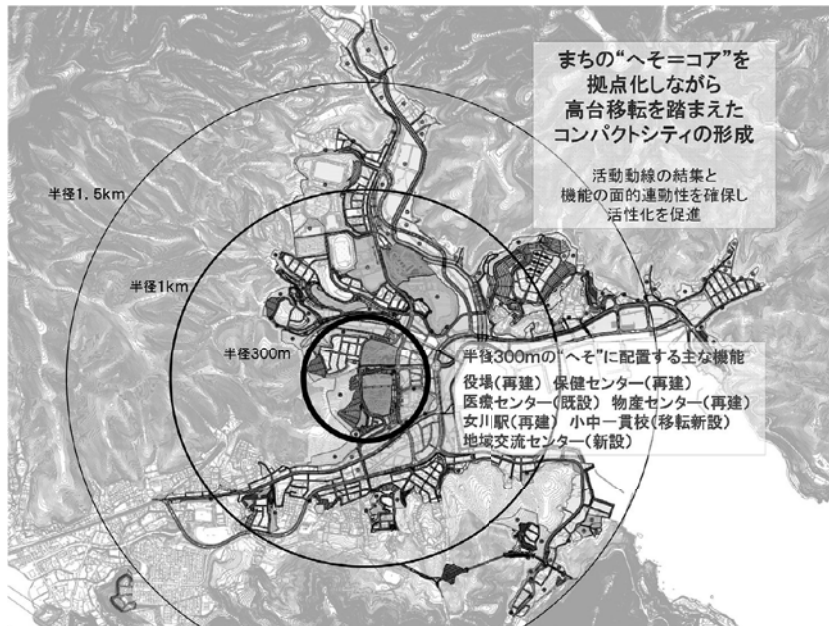 まちの“へそ＝コア”を
拠点化しながら
高台移転を踏まえた
コンパクトシティの形成
活動動線の結集と
機能の面的連動性を確保し
活性化を促進
半径1.5km
半径1km
半径300m
半径300mの“へそ”に配置する主な機能
役場(再建) 保健センター(再建)
医療センター(既設) 物産センター(再建)
女川駅(再建) 小中一貫校(移転新設)
地域交流センター(新設)